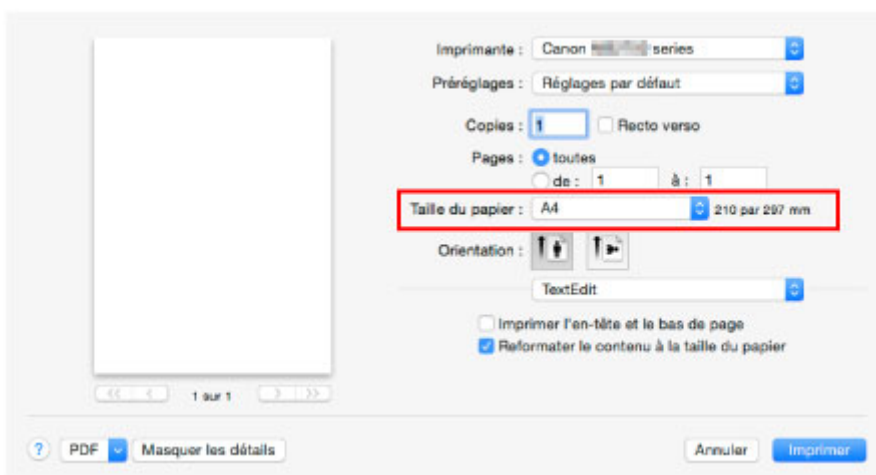 Imprimante : Canon series
Préréglages : Réglages par défaut
Copies : 1 Recto verso
Pages : toutes
de : 1 à : 1
Taille du papier : A4 210 par 297 mm
Orientation :
TextEdit
Imprimer l'en-tête et le bas de page
Reformater le contenu à la taille du papier
1 sur 1
? PDF Masquer les détails Annuler Imprimer